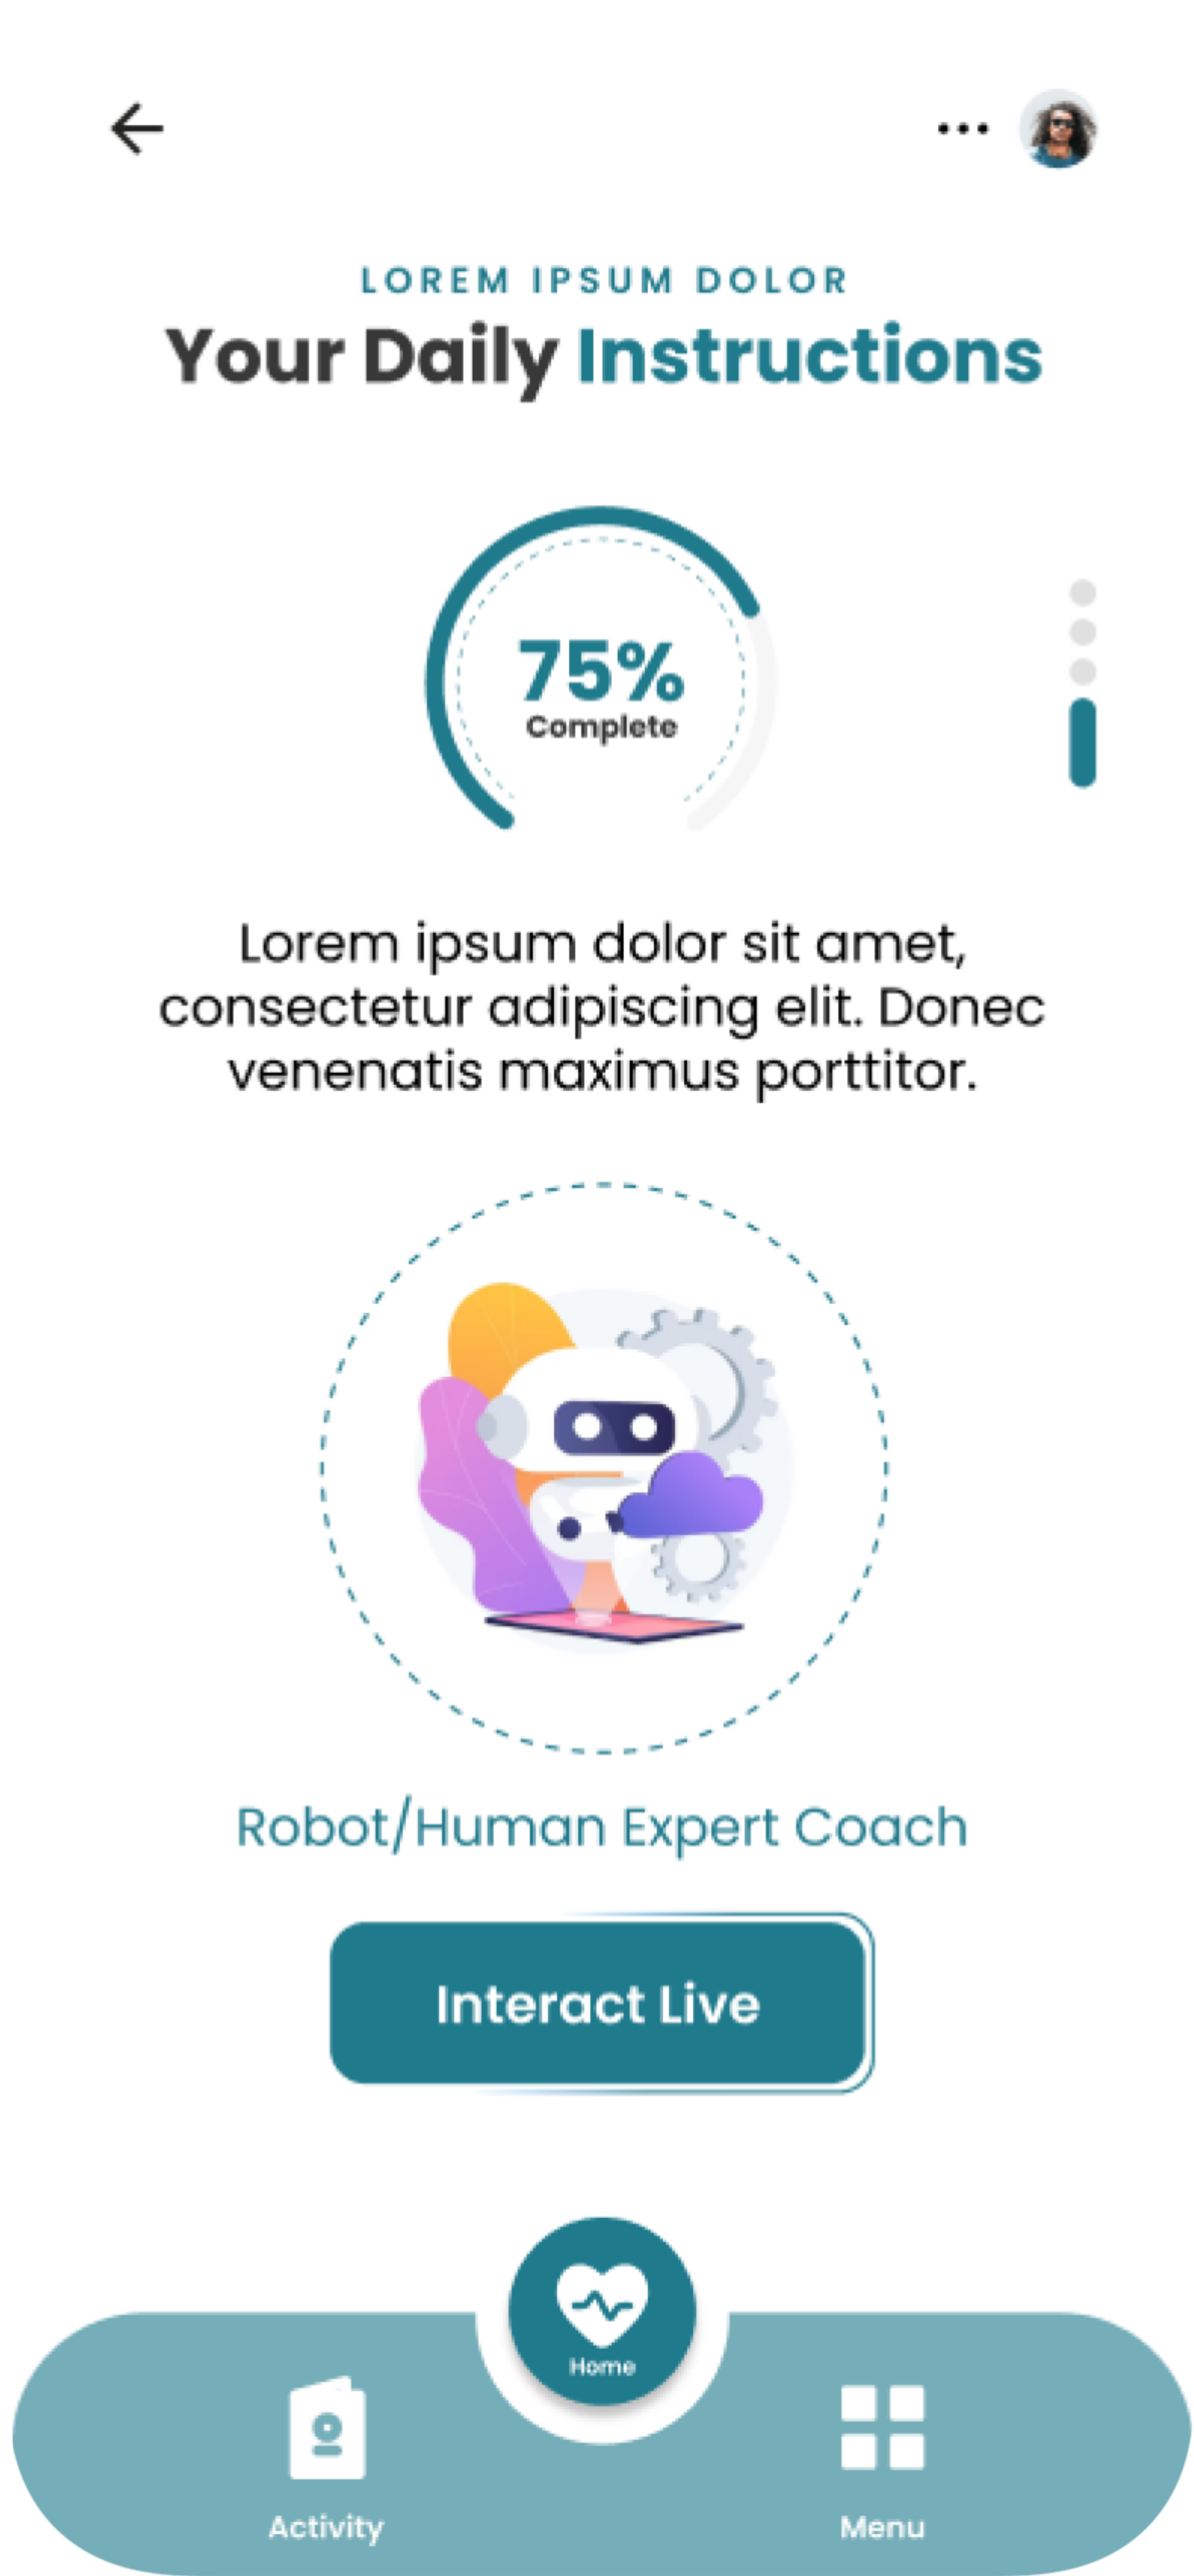 LOREM IPSUM DOLOR
Your Daily Instructions
75%
Complete
Lorem ipsum dolor sit amet,
consectetur adipiscing elit. Donec
venenatis maximus porttitor.
Robot/Human Expert Coach
Interact Live
Home
Activity
Menu